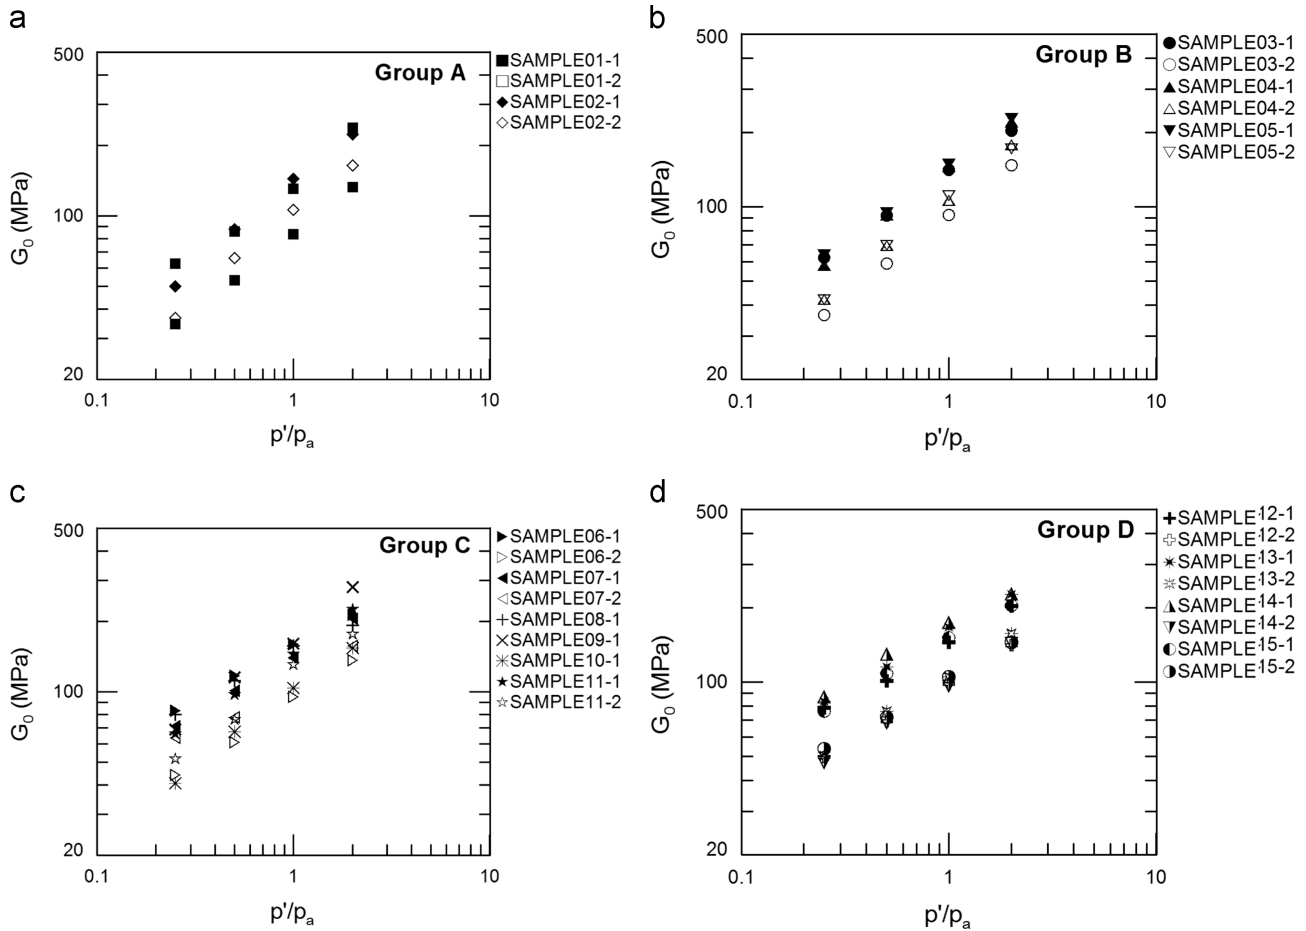 a
500
100
20
0.1
1
10
G0 (MPa)
p'/pa
Group A
SAMPLE01-1
SAMPLE01-2
SAMPLE02-1
SAMPLE02-2
b
500
100
20
0.1
1
10
G0 (MPa)
p'/pa
Group B
SAMPLE03-1
SAMPLE03-2
SAMPLE04-1
SAMPLE04-2
SAMPLE05-1
SAMPLE05-2
c
500
100
20
0.1
1
10
G0 (MPa)
p'/pa
Group C
SAMPLE06-1
SAMPLE06-2
SAMPLE07-1
SAMPLE07-2
SAMPLE08-1
SAMPLE09-1
SAMPLE10-1
SAMPLE11-1
SAMPLE11-2
d
500
100
20
0.1
1
10
G0 (MPa)
p'/pa
Group D
SAMPLE12-1
SAMPLE12-2
SAMPLE13-1
SAMPLE13-2
SAMPLE14-1
SAMPLE14-2
SAMPLE15-1
SAMPLE15-2